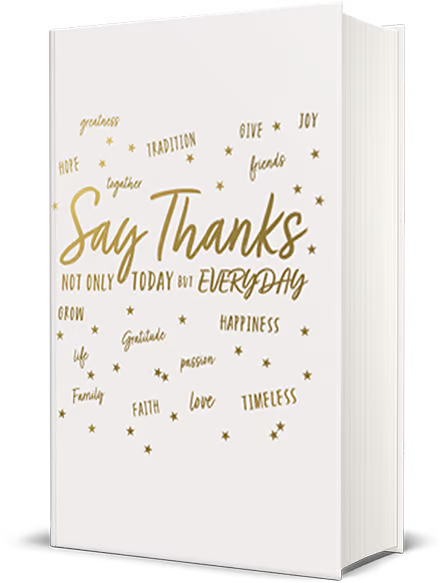 greatness
TRADITION
GIVE
JOY
HOPE
friends
together
Say Thanks
NOT ONLY TODAY BUT EVERYDAY
GROW
HAPPINESS
Gratitude
life
passion
Family
FAITH
love
TIMELESS